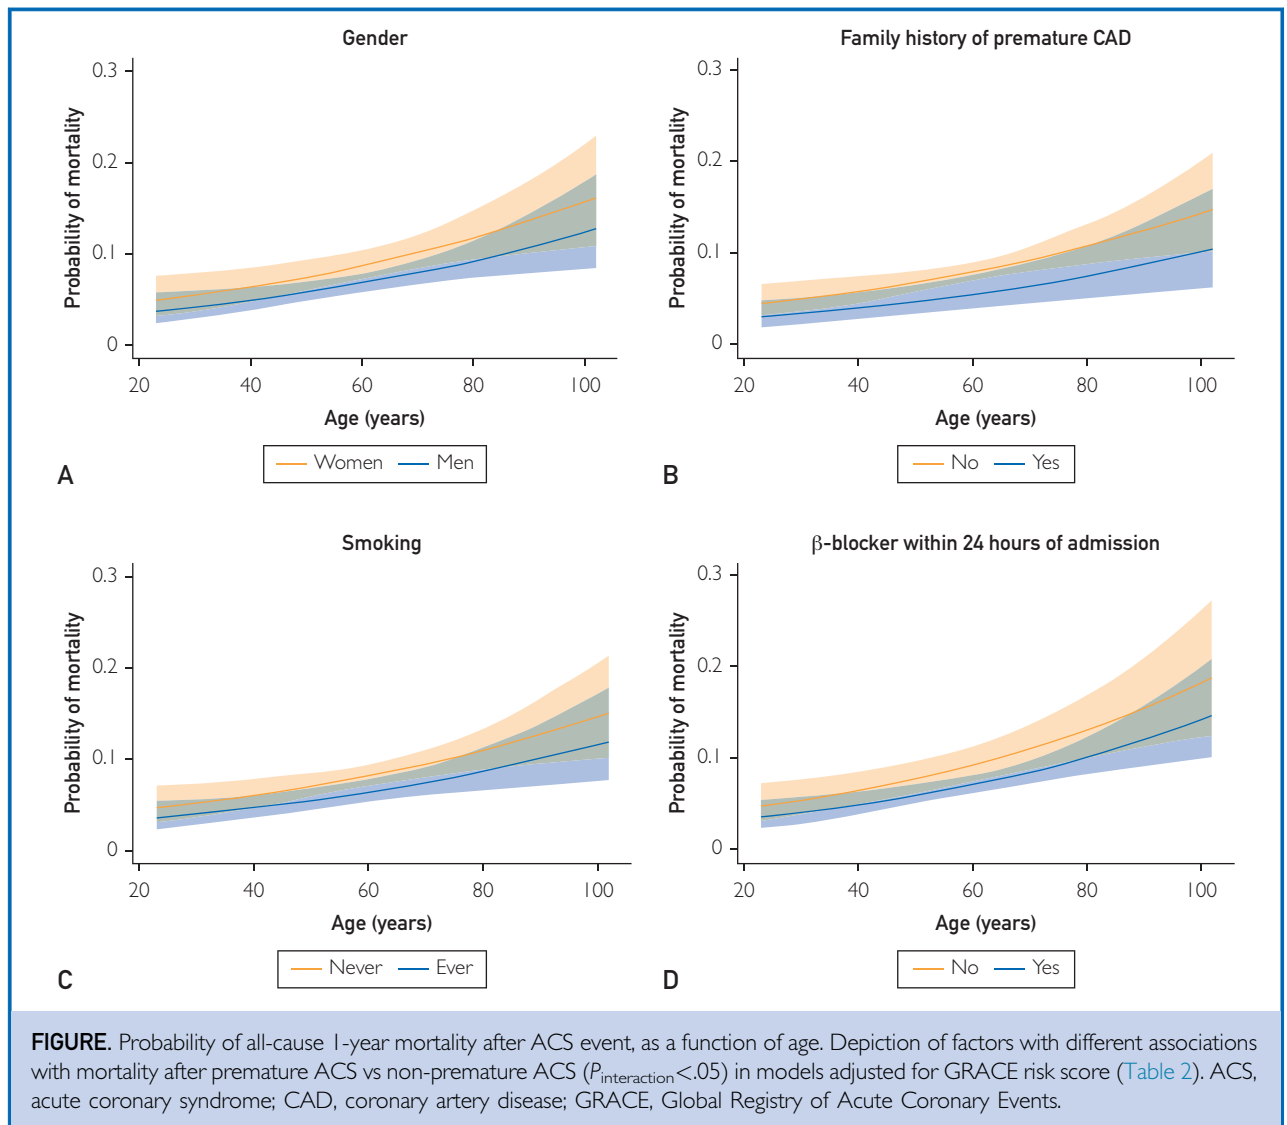 Gender
Probability of mortality
0.3
0.2
0.1
0
20 40 60 80 100
Age (years)
Women Men
A
Family history of premature CAD
Probability of mortality
0.3
0.2
0.1
0
20 40 60 80 100
Age (years)
No Yes
B
Smoking
Probability of mortality
0.3
0.2
0.1
0
20 40 60 80 100
Age (years)
Never Ever
C
β-blocker within 24 hours of admission
Probability of mortality
0.3
0.2
0.1
0
20 40 60 80 100
Age (years)
No Yes
D
FIGURE. Probability of all-cause 1-year mortality after ACS event, as a function of age. Depiction of factors with different associations
with mortality after premature ACS vs non-premature ACS (Pinteraction<.05) in models adjusted for GRACE risk score (Table 2). ACS,
acute coronary syndrome; CAD, coronary artery disease; GRACE, Global Registry of Acute Coronary Events.